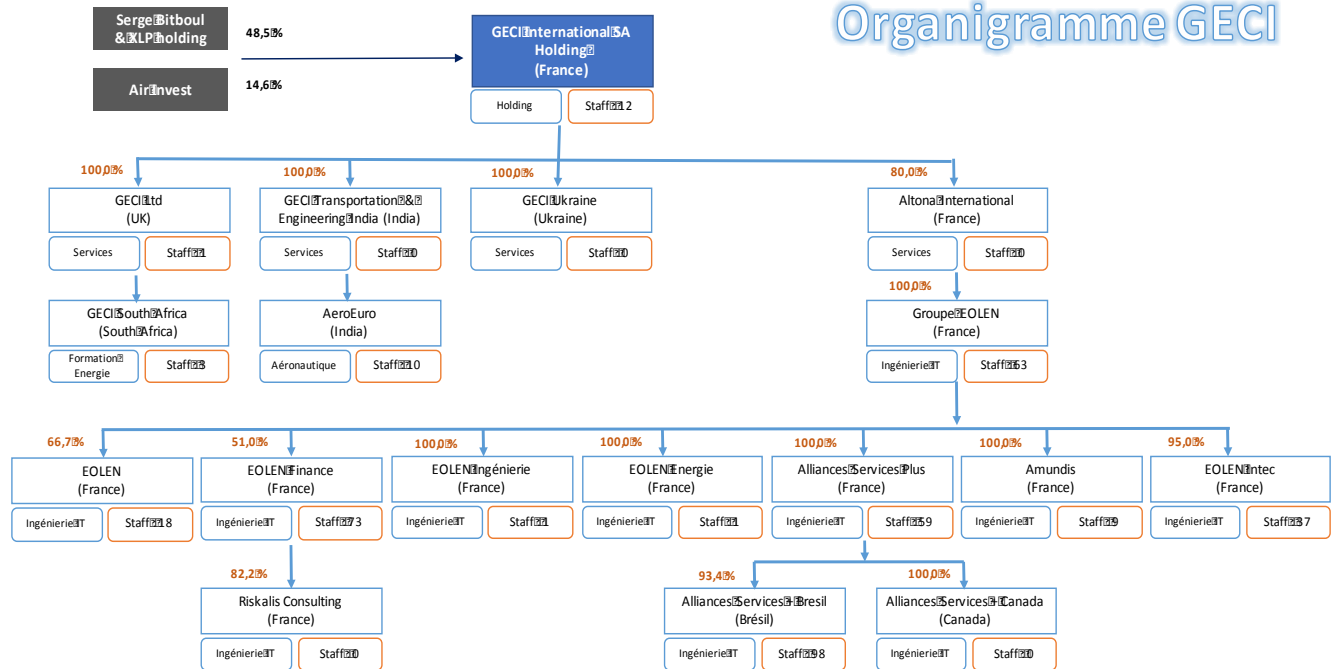 Organigramme GECI
Serge Bitboul
& XLP holding
48,5 %
Air Invest
14,6 %
GECI International SA
Holding
(France)
Holding
Staff : 12
100,0 %
100,0 %
100,0 %
80,0 %
GECI Ltd
(UK)
GECI Transportation &
Engineering India (India)
GECI Ukraine
(Ukraine)
Altona International
(France)
Services
Staff : 1
Services
Staff : 0
Services
Staff : 0
Services
Staff : 0
100,0 %
GECI South Africa
(South Africa)
AeroEuro
(India)
Groupe EOLEN
(France)
Formation
Energie
Staff : 3
Aéronautique
Staff : 10
Ingénierie IT
Staff : 63
66,7 %
51,0 %
100,0 %
100,0 %
100,0 %
100,0 %
95,0 %
EOLEN
(France)
EOLEN Finance
(France)
EOLEN Ingénierie
(France)
EOLEN Energie
(France)
Alliances Services Plus
(France)
Amundis
(France)
EOLEN Intec
(France)
Ingénierie IT
Staff : 18
Ingénierie IT
Staff : 73
Ingénierie IT
Staff : 1
Ingénierie IT
Staff : 1
Ingénierie IT
Staff : 59
Ingénierie IT
Staff : 9
Ingénierie IT
Staff : 37
82,2 %
93,4 %
100,0 %
Riskalis Consulting
(France)
Alliances Services + Bresil
(Brésil)
Alliances Services + Canada
(Canada)
Ingénierie IT
Staff : 0
Ingénierie IT
Staff : 98
Ingénierie IT
Staff : 0